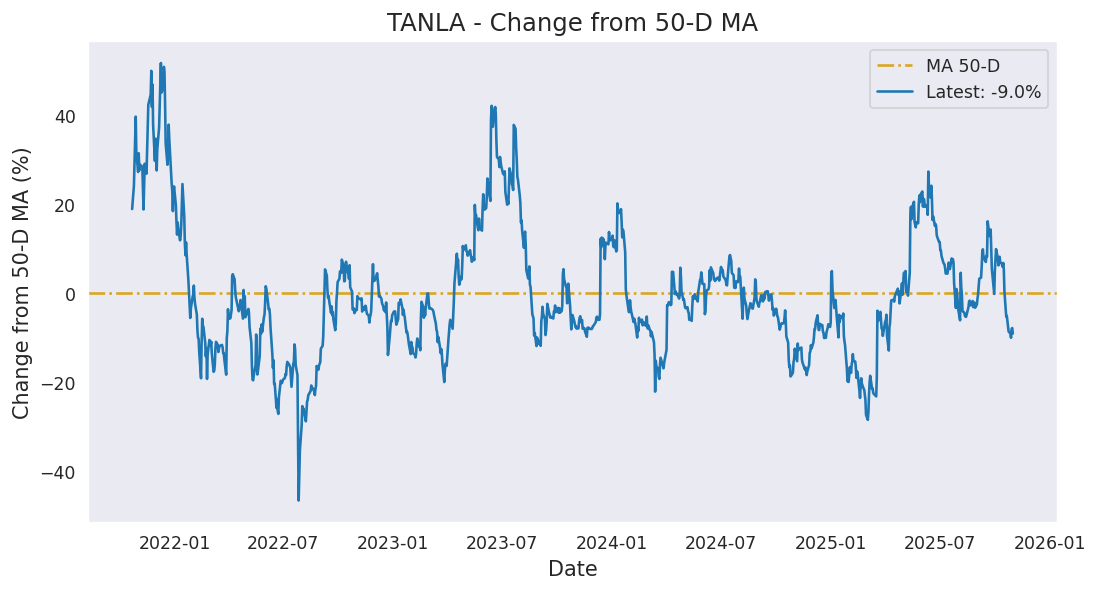 TANLA - Change from 50-D MA
MA 50-D
Latest: -9.0%
Change from 50-D MA (%)
40
20
0
−20
−40
2022-01 2022-07 2023-01 2023-07 2024-01 2024-07 2025-01 2025-07 2026-01
Date